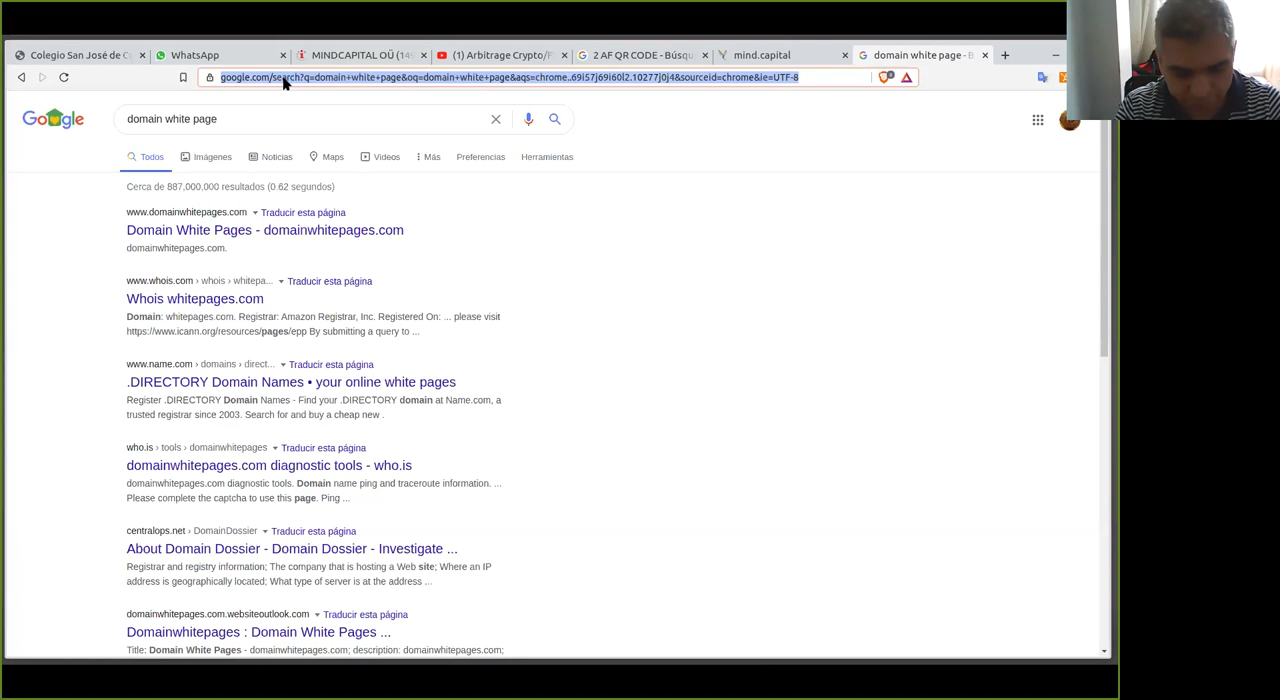 Colegio San José de C
WhatsApp
MINDCAPITAL OÜ (149
(1) Arbitrage Crypto/F
2 AF QR CODE - Búsqu
mind.capital
domain white page - B
google.com/search?q=domain+white+page&oq=domain+white+page&aqs=chrome..69i57j69i60l2.10277j0j4&sourceid=chrome&ie=UTF-8
Google
domain white page
Todos
Imágenes
Noticias
Maps
Videos
Más
Preferencias
Herramientas
Cerca de 887,000.000 resultados (0.62 segundos)
www.domainwhitepages.com Traducir esta página
Domain White Pages - domainwhitepages.com
domainwhitepages.com.
www.whois.com › whois › whitepa... Traducir esta página
Whois whitepages.com
Domain: whitepages.com. Registrar: Amazon Registrar, Inc. Registered On: ... please visit
https://www.icann.org/resources/pages/epp By submitting a query to ...
www.name.com › domains › direct... Traducir esta página
.DIRECTORY Domain Names • your online white pages
Register .DIRECTORY Domain Names - Find your .DIRECTORY domain at Name.com, a
trusted registrar since 2003. Search for and buy a cheap new .
who.is › tools › domainwhitepages Traducir esta página
domainwhitepages.com diagnostic tools - who.is
domainwhitepages.com diagnostic tools. Domain name ping and traceroute information. ...
Please complete the captcha to use this page. Ping ...
centralops.net › DomainDossier Traducir esta página
About Domain Dossier - Domain Dossier - Investigate ...
Registrar and registry information; The company that is hosting a Web site; Where an IP
address is geographically located; What type of server is at the address ...
domainwhitepages.com.websiteoutlook.com Traducir esta página
Domainwhitepages : Domain White Pages ...
Title: Domain White Pages - domainwhitepages.com; description: domainwhitepages.com;